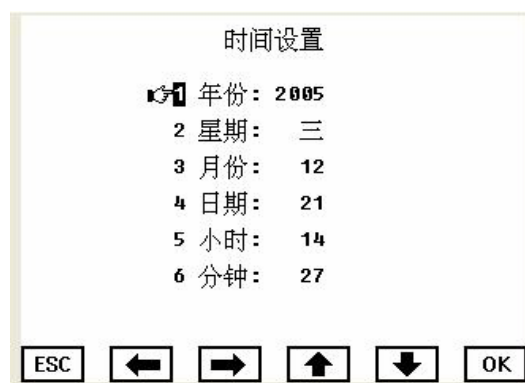 时间设置
1 年份: 2005
2 星期: 三
3 月份: 12
4 日期: 21
5 小时: 14
6 分钟: 27
ESC OK